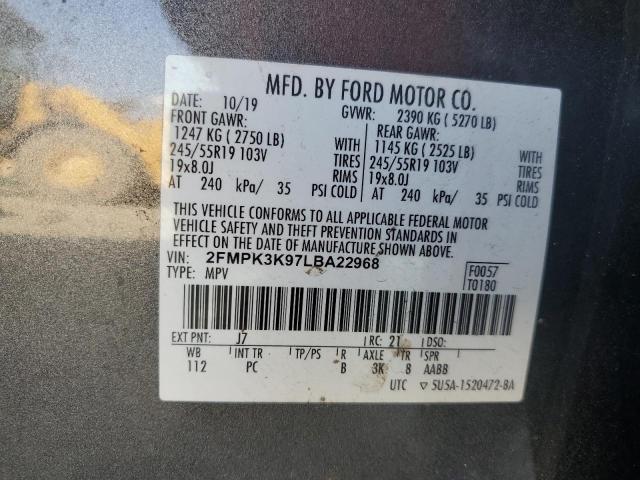 MFD. BY FORD MOTOR CO.
DATE: 10/19 GVWR: 2390 KG ( 5270 LB)
FRONT GAWR: REAR GAWR:
1247 KG ( 2750 LB) WITH 1145 KG ( 2525 LB) WITH
245/55R19 103V TIRES 245/55R19 103V TIRES
19x8.0J RIMS 19x8.0J RIMS
AT 240 kPa/ 35 PSI COLD AT 240 kPa/ 35 PSI COLD
THIS VEHICLE CONFORMS TO ALL APPLICABLE FEDERAL MOTOR
VEHICLE SAFETY AND THEFT PREVENTION STANDARDS IN
EFFECT ON THE DATE OF MANUFACTURE SHOWN ABOVE.
VIN: 2FMPK3K97LBA22968 F0057
TYPE: MPV T0180
EXT PNT: J7 RC: 21 DSO:
WB INT TR TP/PS R AXLE TR SPR
112 PC B 3K 8 AABB
UTC ▽ SUSA-1520472-BA